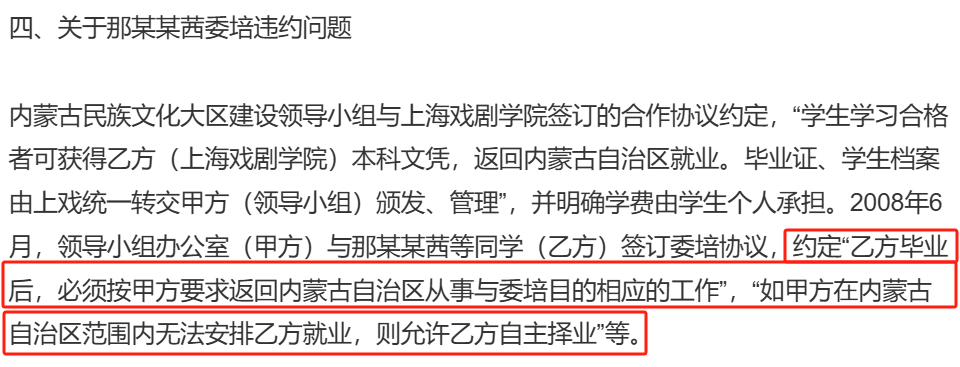 四、关于那某某茜委培违约问题
内蒙古民族文化大区建设领导小组与上海戏剧学院签订的合作协议约定，“学生学习合格
者可获得乙方（上海戏剧学院）本科文凭，返回内蒙古自治区就业。毕业证、学生档案
由上戏统一转交甲方（领导小组）颁发、管理”，并明确学费由学生个人承担。2008年6
月，领导小组办公室（甲方）与那某某茜等同学（乙方）签订委培协议，约定“乙方毕业
后，必须按甲方要求返回内蒙古自治区从事与委培目的相应的工作”，“如甲方在内蒙古
自治区范围内无法安排乙方就业，则允许乙方自主择业”等。